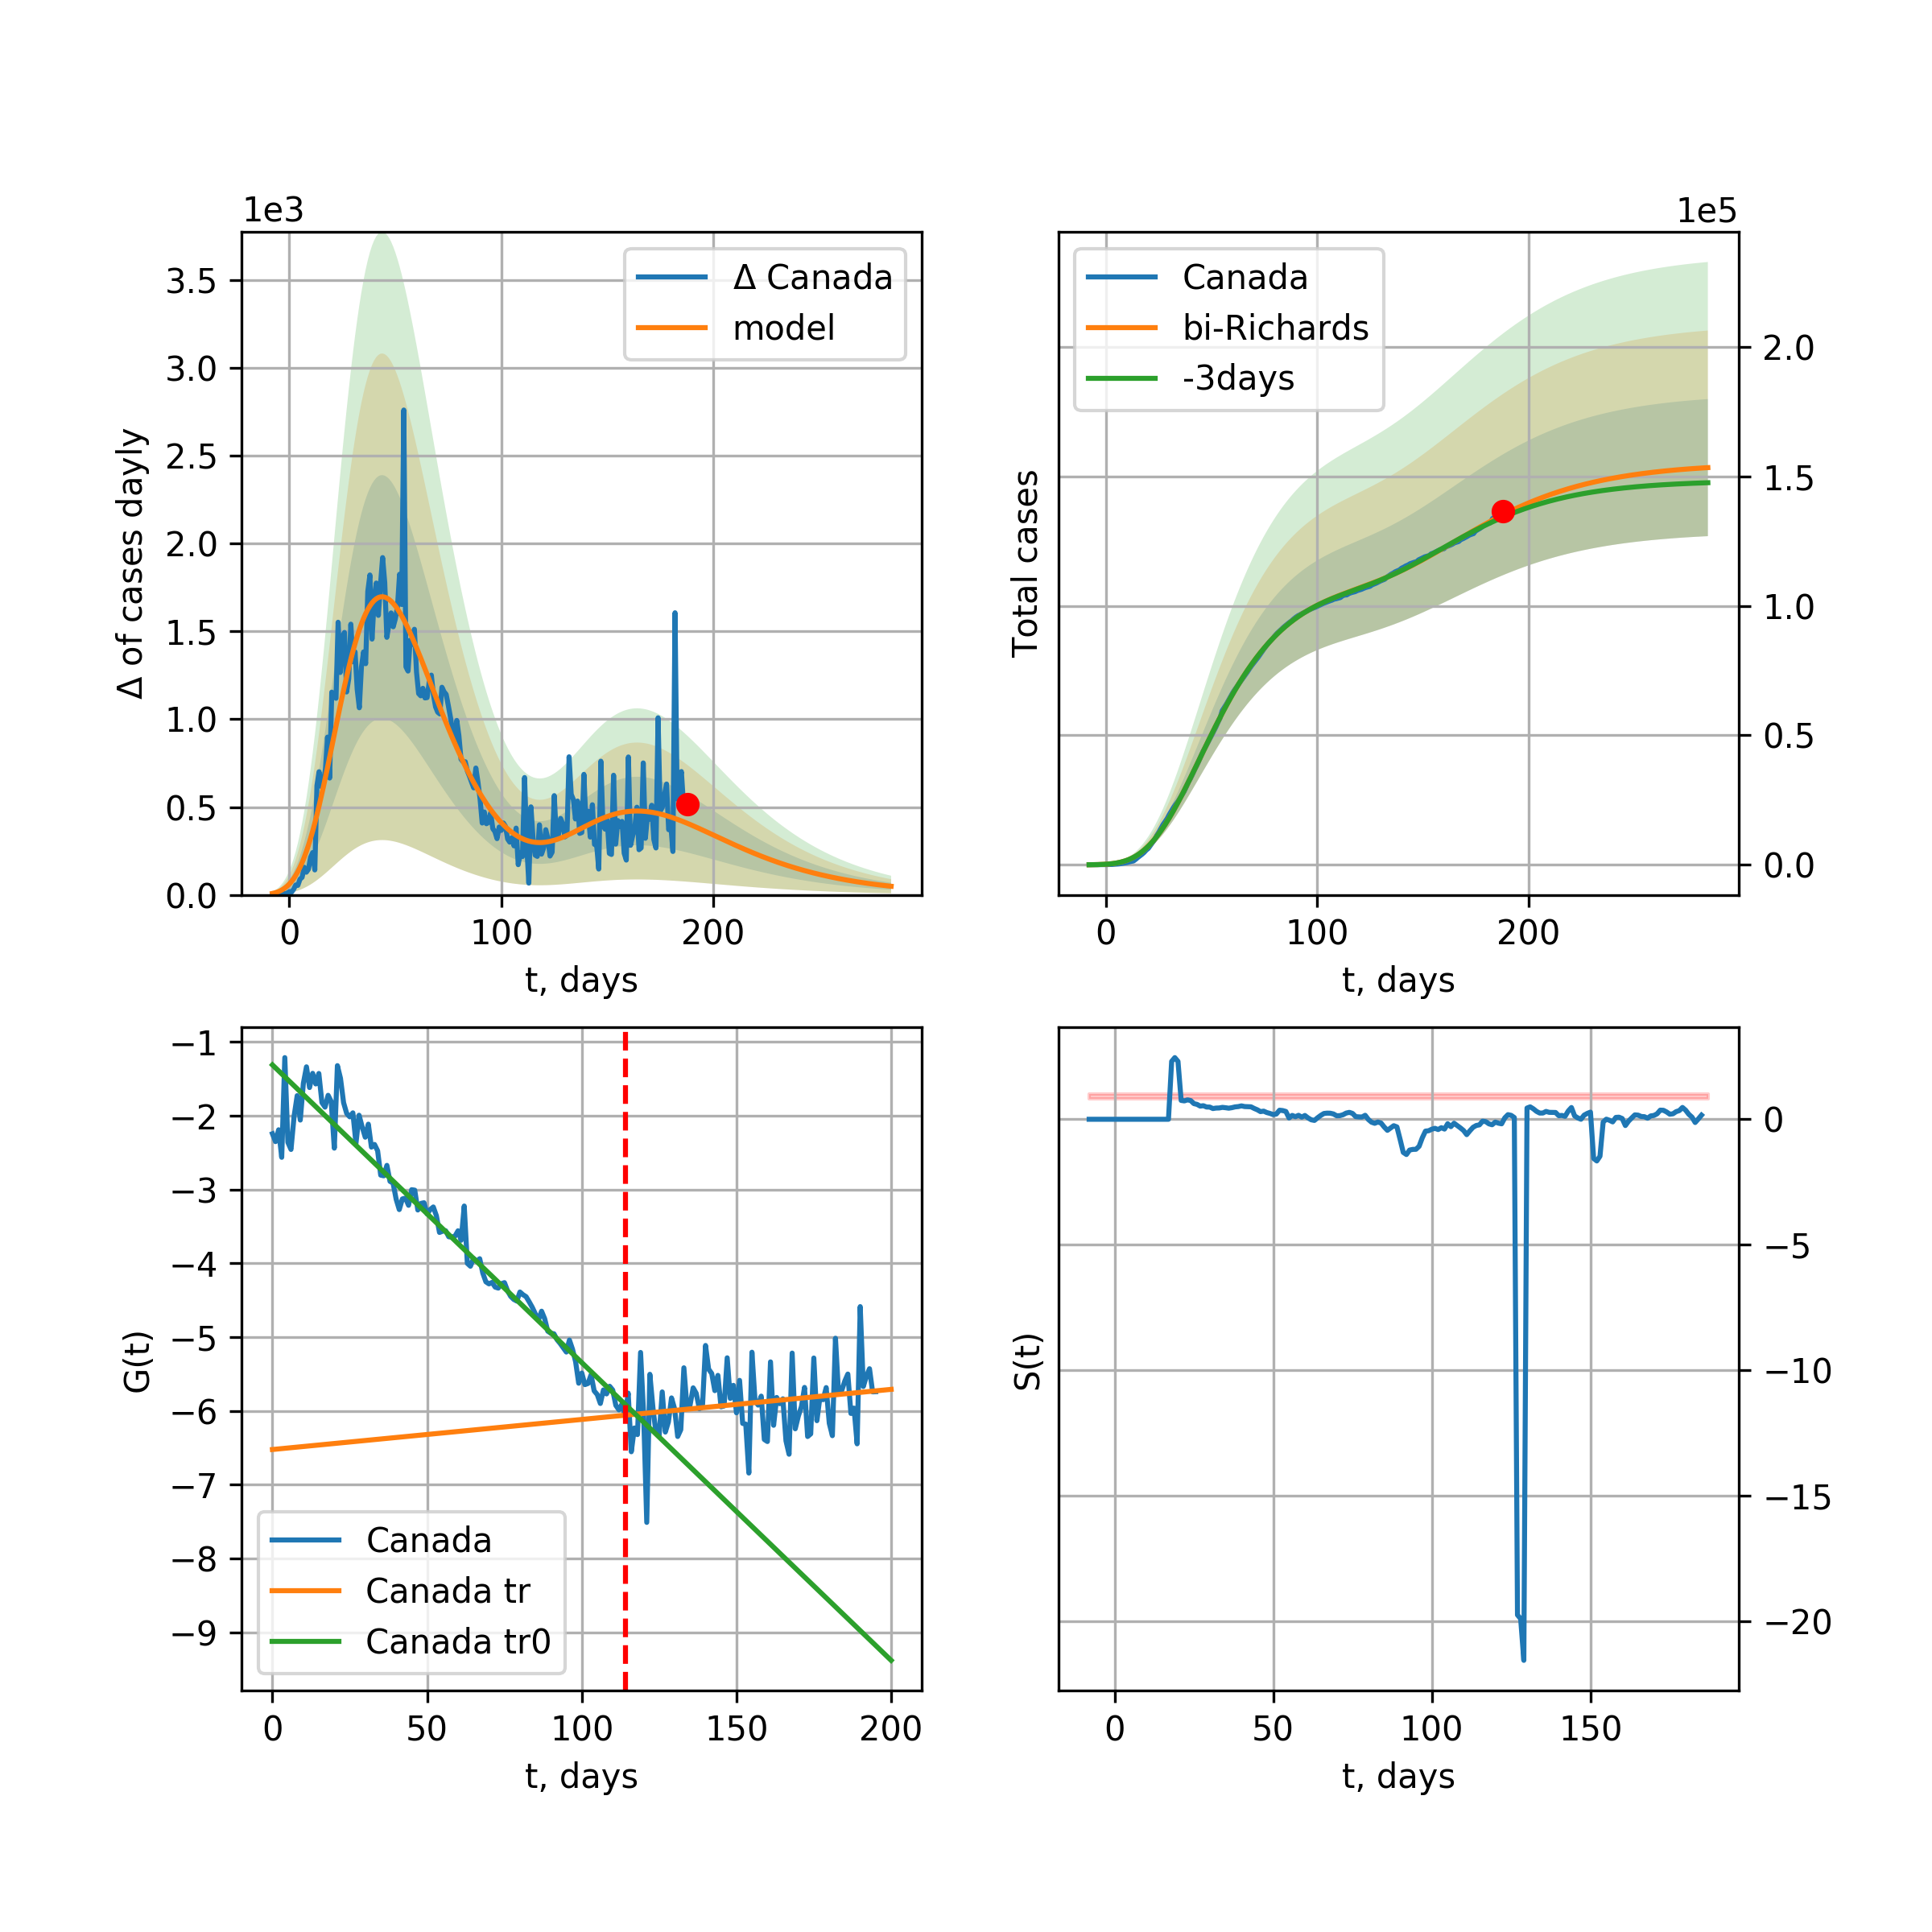 1e3
3.5
3.0
2.5
2.0
1.5
1.0
0.5
0.0
Δ of cases dayly
Δ Canada
model
0 100 200
t, days
1e5
Total cases
Canada
bi-Richards
-3days
2.0
1.5
1.0
0.5
0.0
0 100 200
t, days
−1
−2
−3
−4
−5
−6
−7
−8
−9
G(t)
Canada
Canada tr
Canada tr0
0 50 100 150 200
t, days
S(t)
0
−5
−10
−15
−20
0 50 100 150
t, days